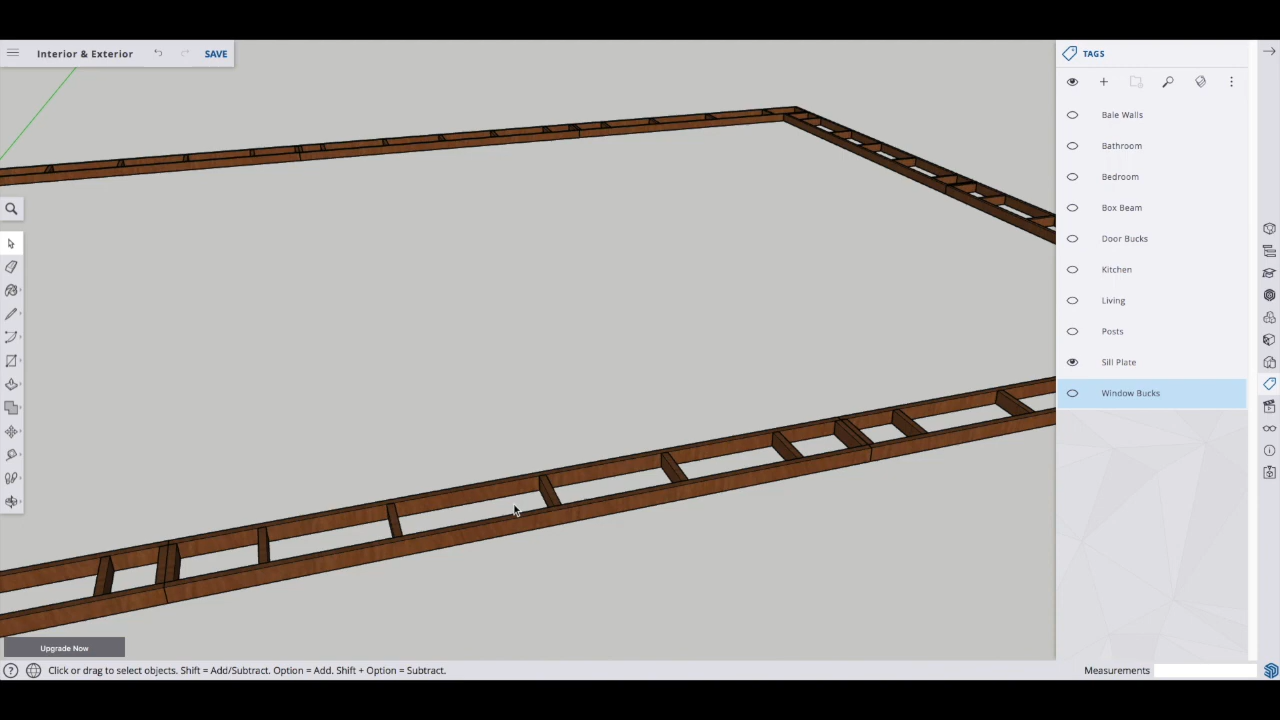 Interior & Exterior
SAVE
TAGS
Bale Walls
Bathroom
Bedroom
Box Beam
Door Bucks
Kitchen
Living
Posts
Sill Plate
Window Bucks
Upgrade Now
Click or drag to select objects. Shift = Add/Subtract. Option = Add. Shift + Option = Subtract.
Measurements